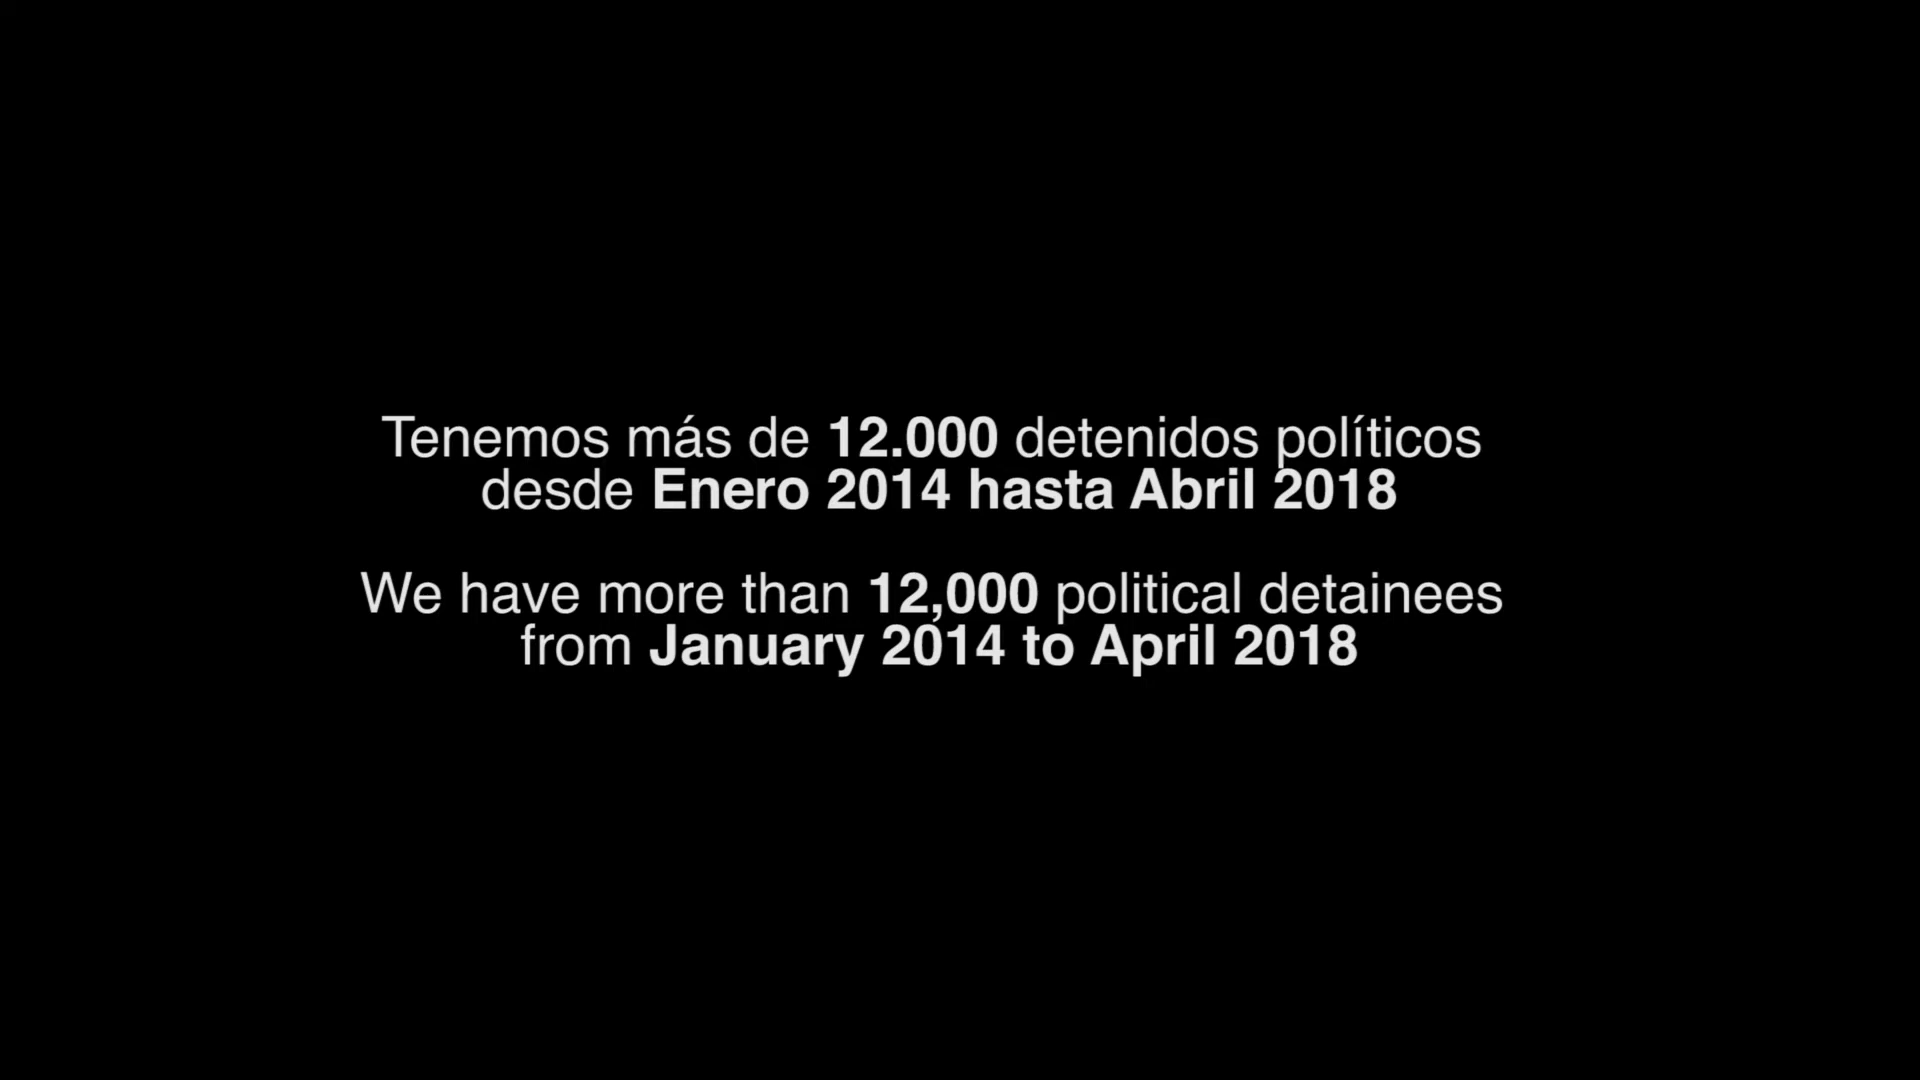 Tenemos más de 12.000 detenidos políticos
desde Enero 2014 hasta Abril 2018
We have more than 12,000 political detainees
from January 2014 to April 2018